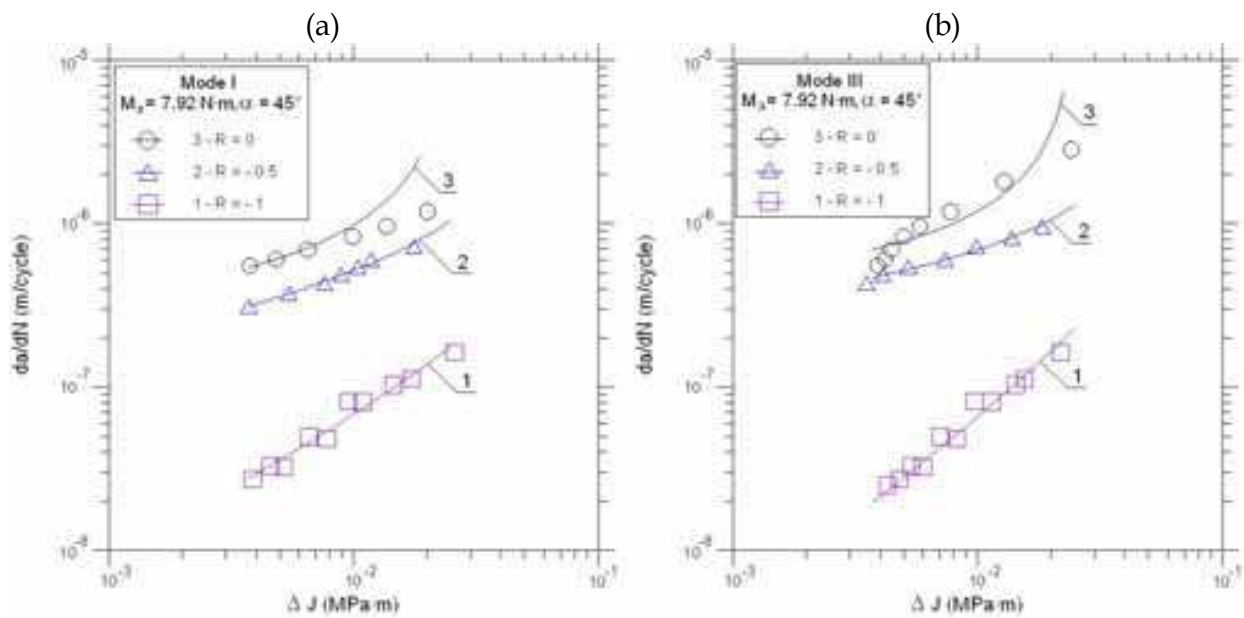 (a)
10⁻⁵
Mode I
Mₐ = 7.92 N·m, α = 45°
3 - R = 0
2 - R = - 0.5
1 - R = - 1
3
10⁻⁶
2
da/dN (m/cycle)
10⁻⁷
1
10⁻⁸
10⁻³
10⁻²
10⁻¹
Δ J (MPa·m)
(b)
10⁻⁵
Mode III
Mₐ = 7.92 N·m, α = 45°
3 - R = 0
2 - R = - 0.5
1 - R = - 1
3
10⁻⁶
2
da/dN (m/cycle)
10⁻⁷
1
10⁻⁸
10⁻³
10⁻²
10⁻¹
Δ J (MPa·m)